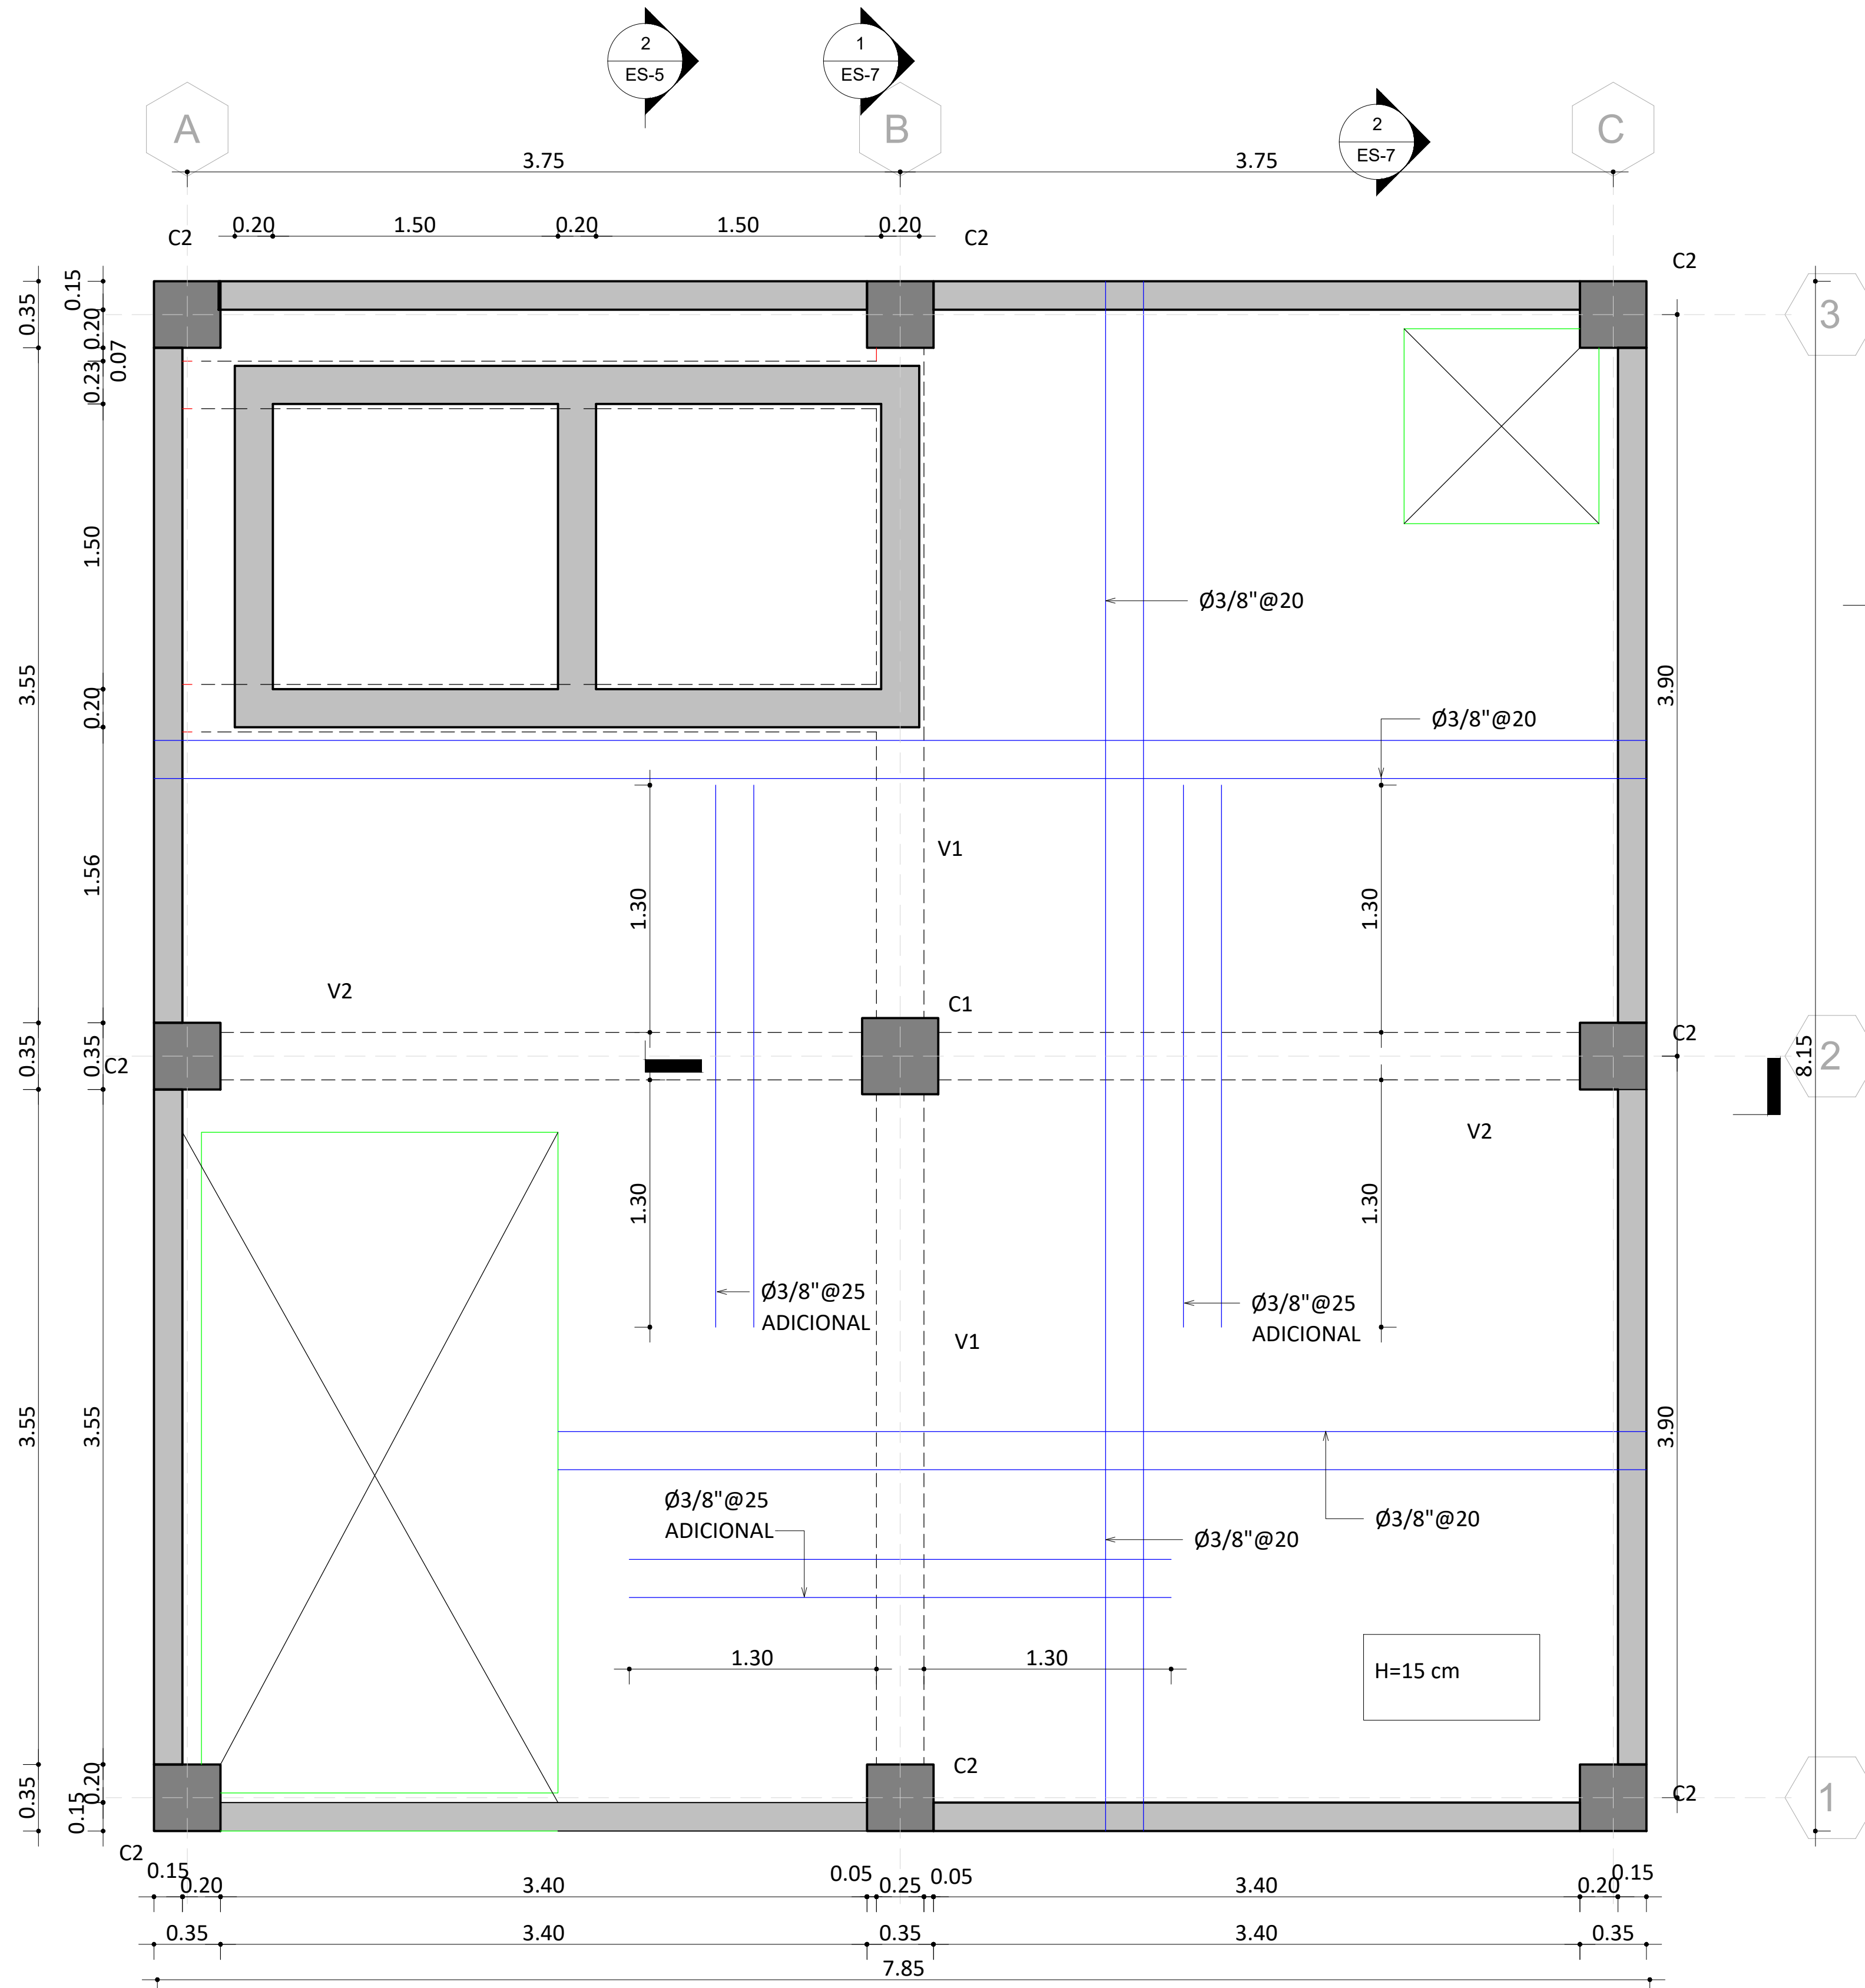 2
ES-5
1
ES-7
A
B
C
2
ES-7
3.75
3.75
0.20
1.50
0.20
1.50
0.20
C2
C2
C2
0.35
0.15
0.20
0.07
0.23
3
1.50
Ø3/8"@20
3.55
0.20
3.90
Ø3/8"@20
V1
1.56
1.30
1.30
V2
C1
0.35
0.35
C2
C2
8.15
2
V2
1.30
1.30
Ø3/8"@25
ADICIONAL
Ø3/8"@25
ADICIONAL
V1
3.55
3.55
3.90
Ø3/8"@25
ADICIONAL
Ø3/8"@20
Ø3/8"@20
1.30
1.30
H=15 cm
C2
0.35
0.20
0.15
C2
1
C2
0.15
0.20
3.40
0.05
0.25
0.05
3.40
0.20
0.15
0.35
3.40
0.35
3.40
0.35
7.85